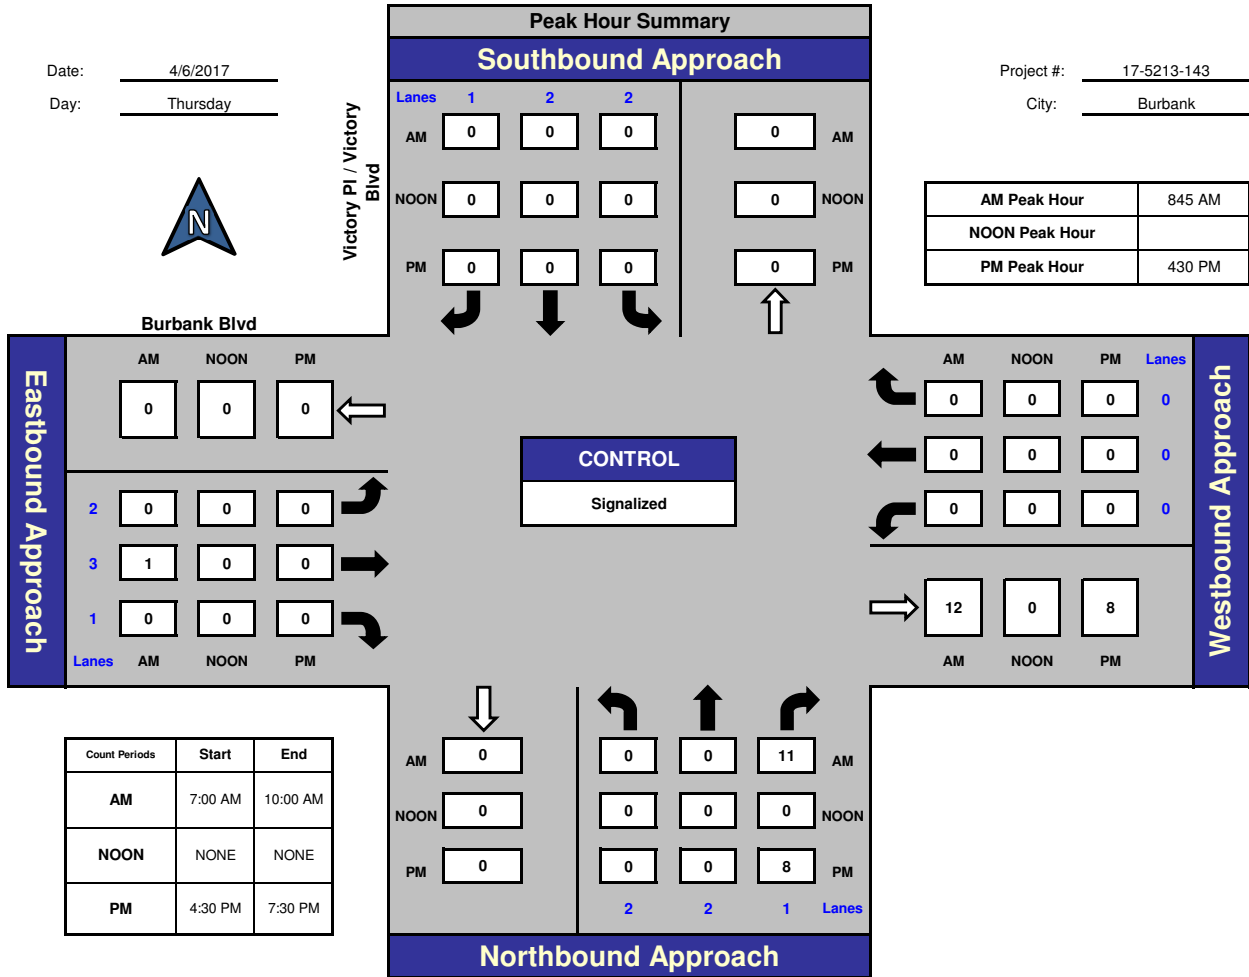 Peak Hour Summary
Southbound Approach
Date: 4/6/2017
Day: Thursday
Project #: 17-5213-143
City: Burbank
N
Victory Pl / Victory
Blvd
Lanes 1 2 2
AM 0 0 0 0 AM
NOON 0 0 0 0 NOON
PM 0 0 0 0 PM
AM Peak Hour 845 AM
NOON Peak Hour
PM Peak Hour 430 PM
Burbank Blvd
Eastbound Approach
AM NOON PM
0 0 0
2 0 0 0
3 1 0 0
1 0 0 0
Lanes AM NOON PM
CONTROL
Signalized
AM NOON PM Lanes
0 0 0 0
0 0 0 0
0 0 0 0
12 0 8
AM NOON PM
Westbound Approach
Count Periods Start End
AM 7:00 AM 10:00 AM
NOON NONE NONE
PM 4:30 PM 7:30 PM
AM 0 0 0 11 AM
NOON 0 0 0 0 NOON
PM 0 0 0 8 PM
2 2 1 Lanes
Northbound Approach